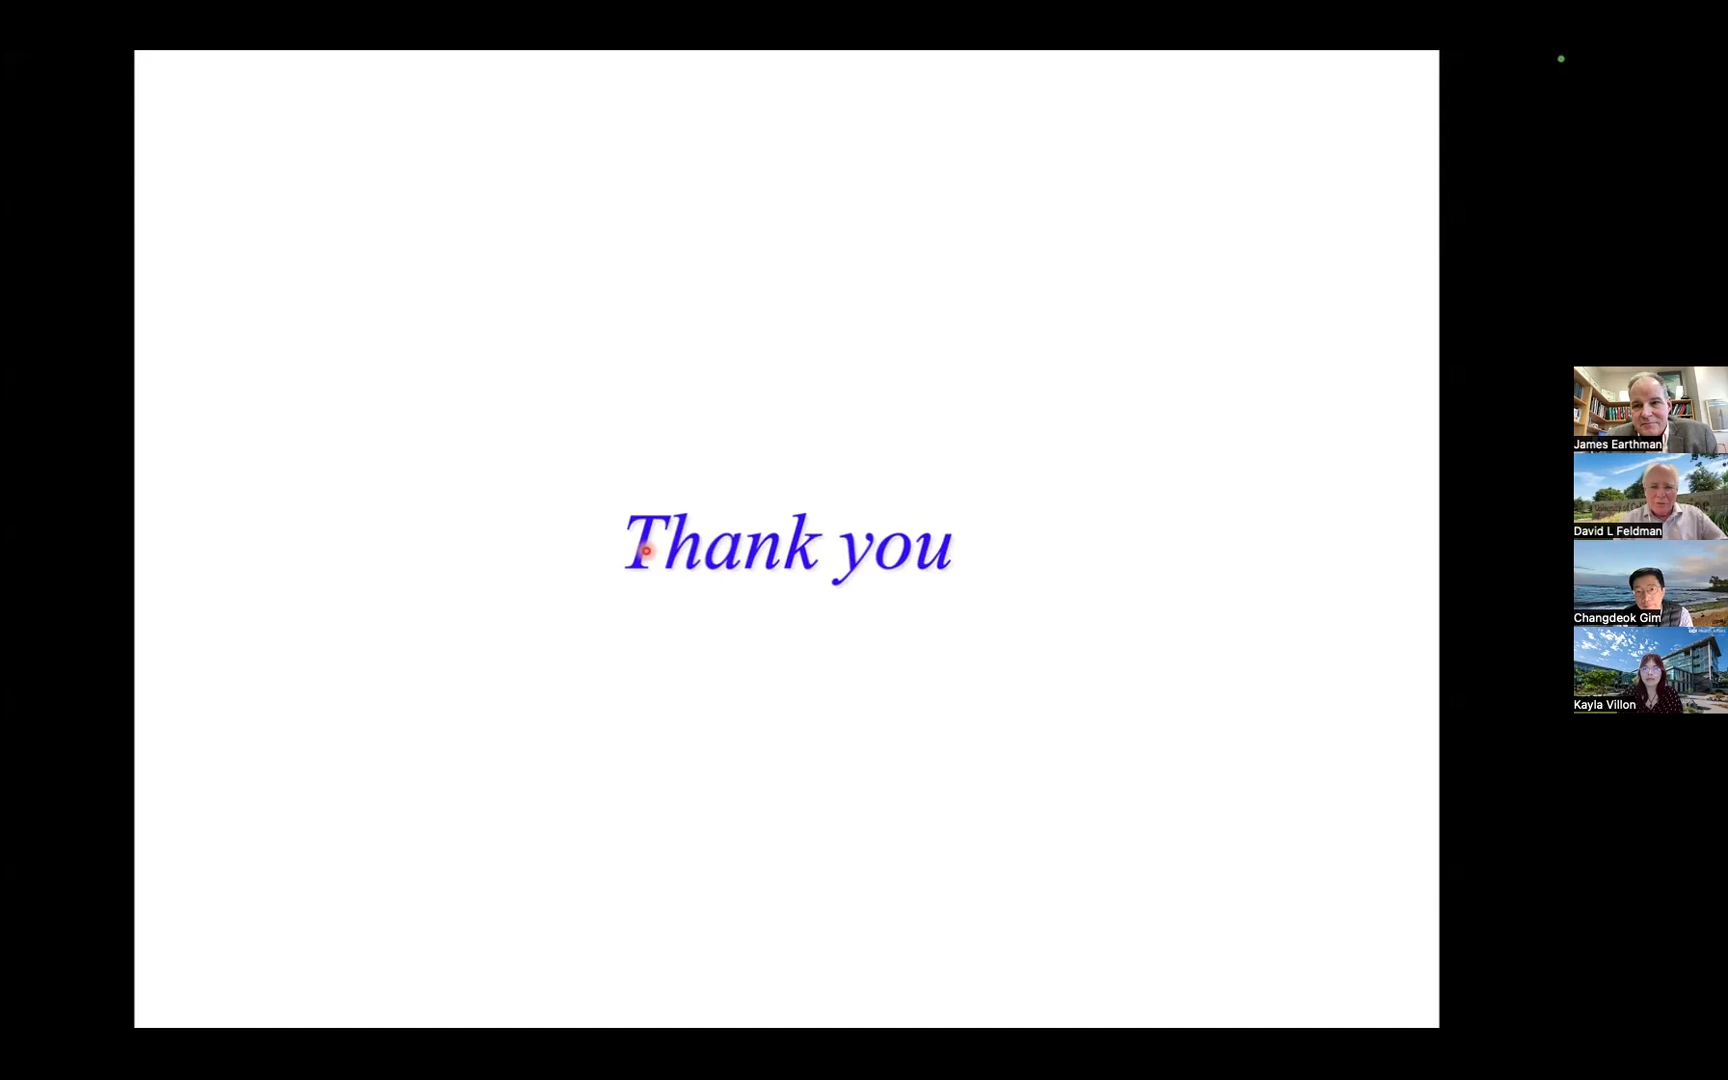 Thank you
James Earthman
David L Feldman
Changdeok Gim
Kayla Villon